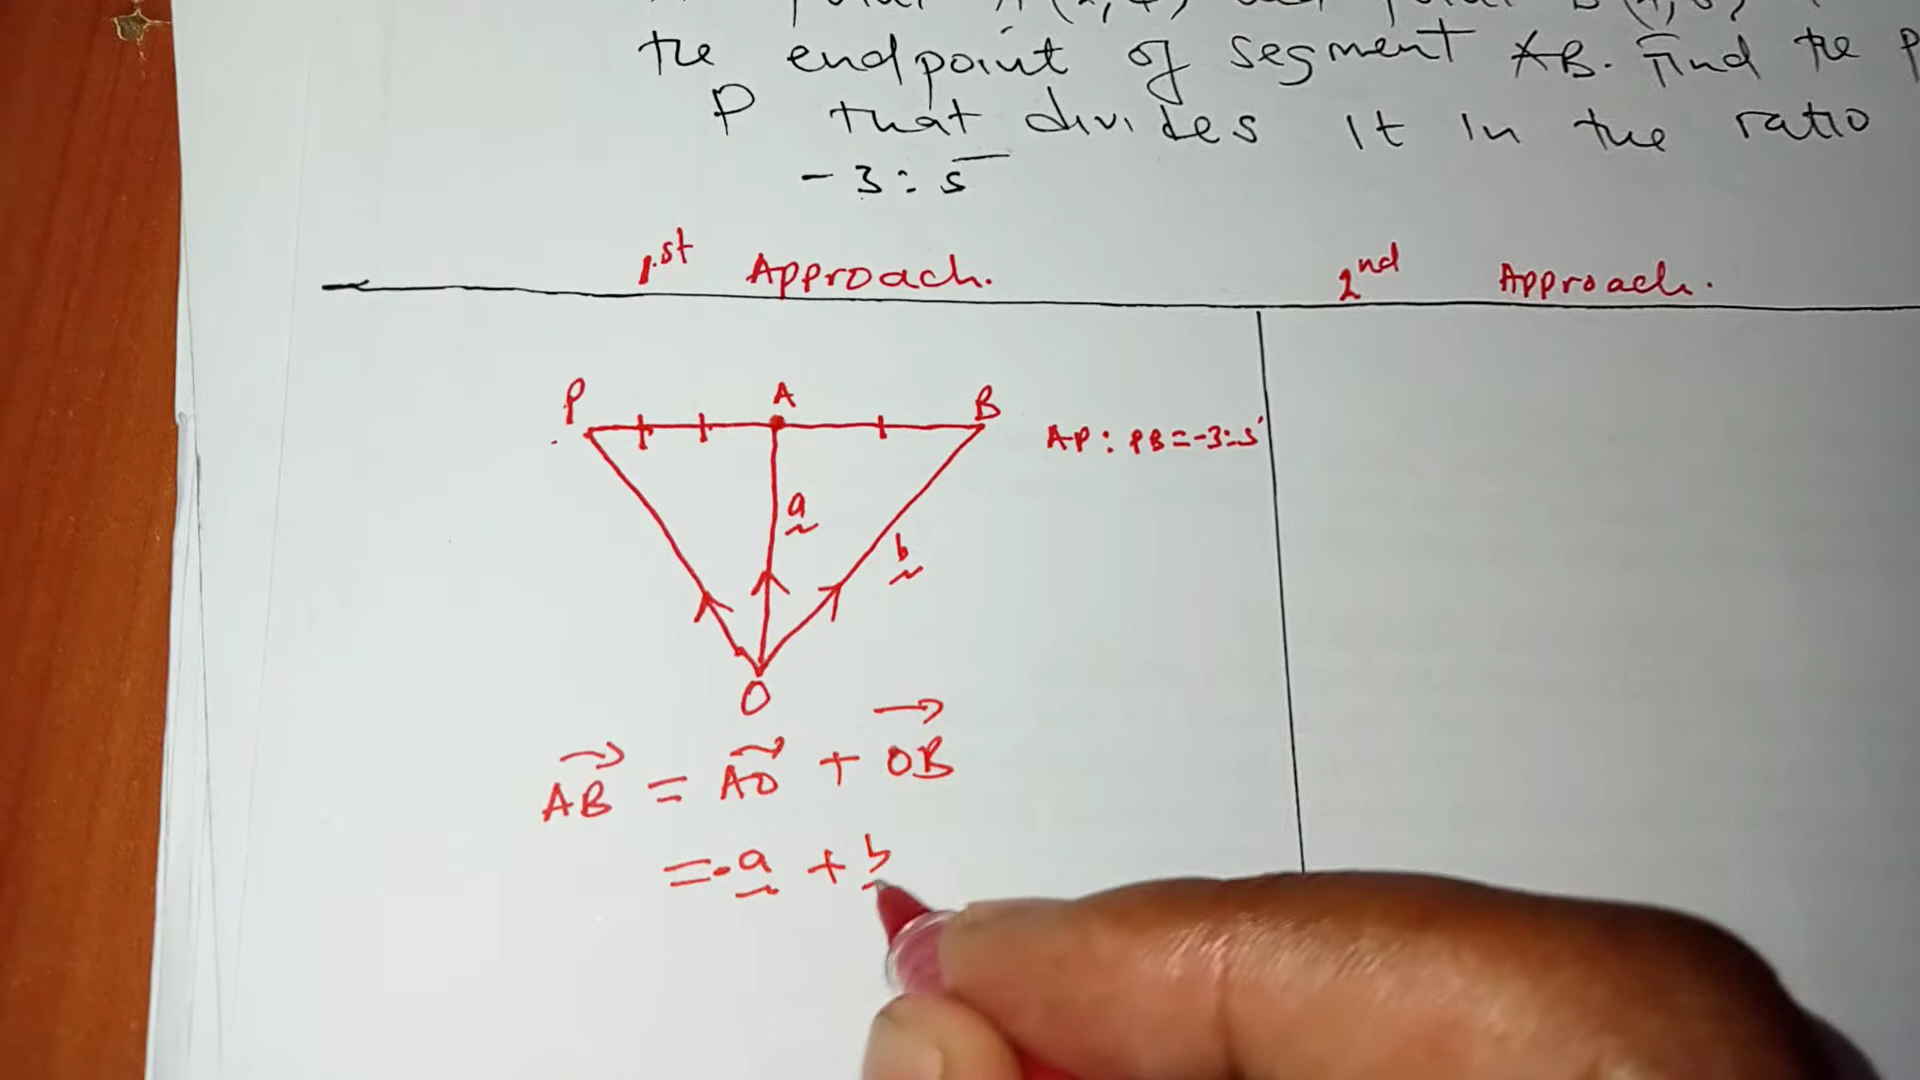 the endpoint of segment AB. Find the
P that divides it in the ratio
-3:5
1st Approach.
2nd Approach.
P A B
AP : PB = -3:5
a
b
O
AB = AO + OB
= -a + b